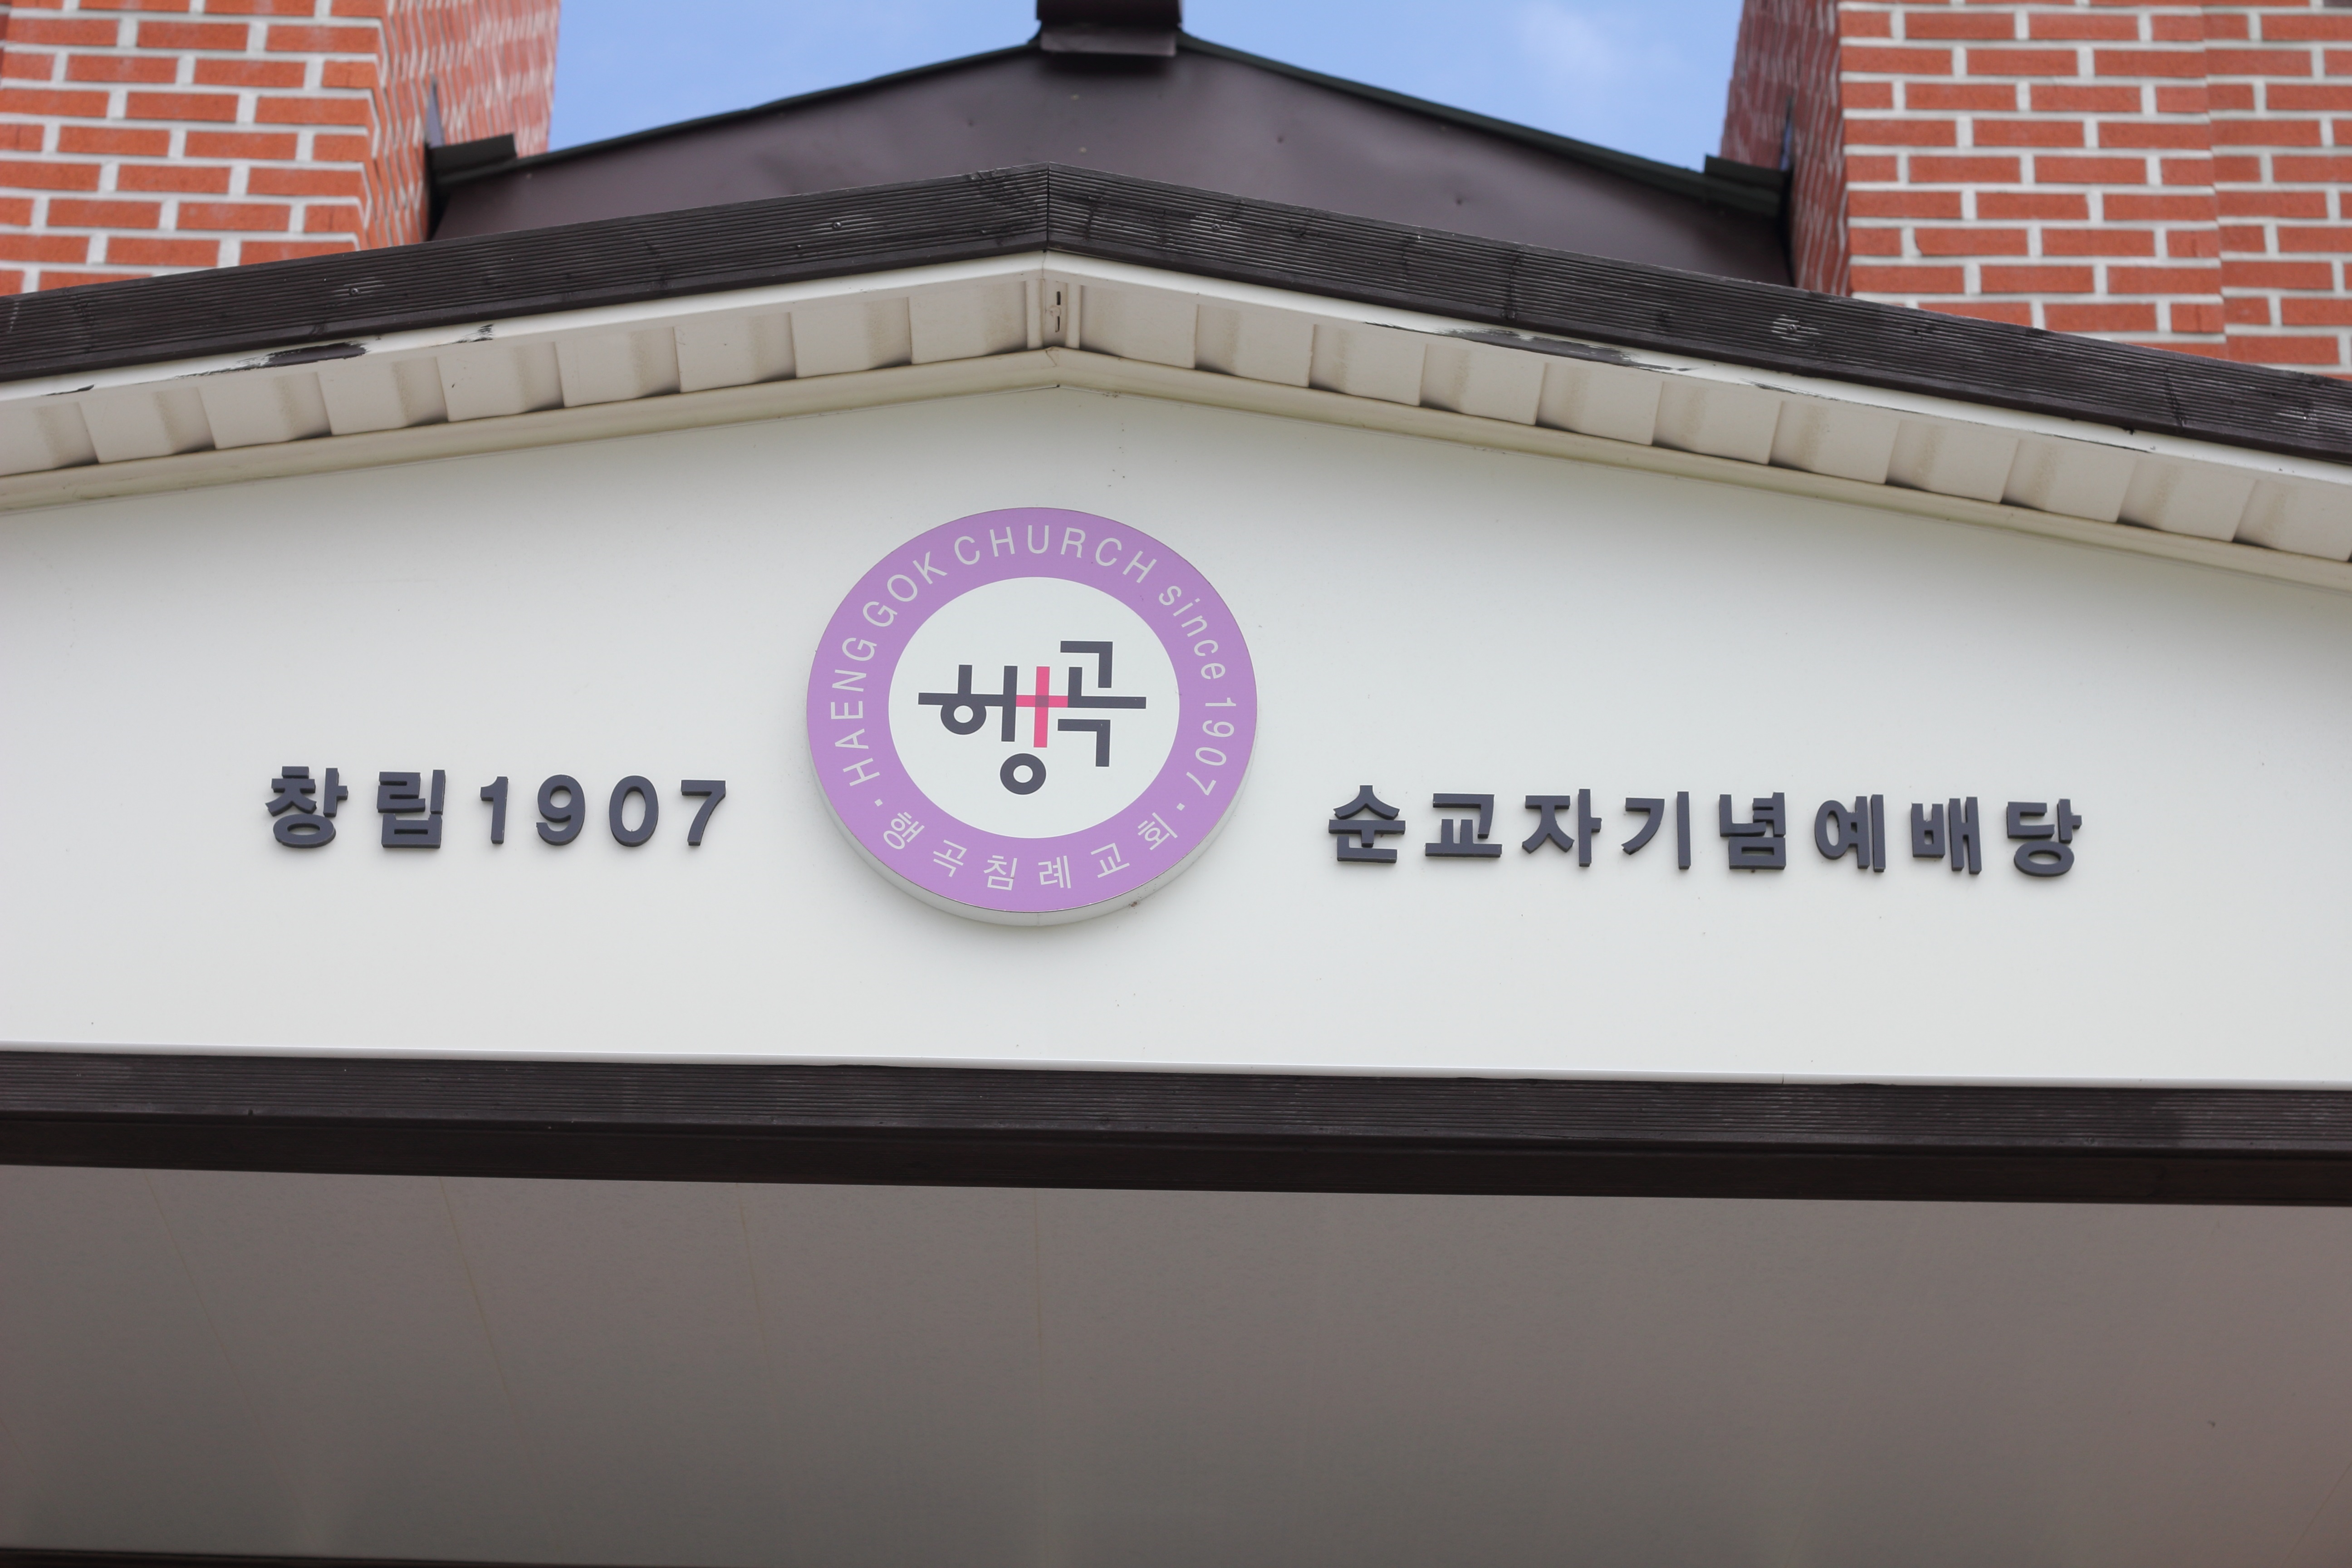 창립1907
HAENG GOK CHURCH since 1907
행곡
행곡침례교회
순교자기념예배당